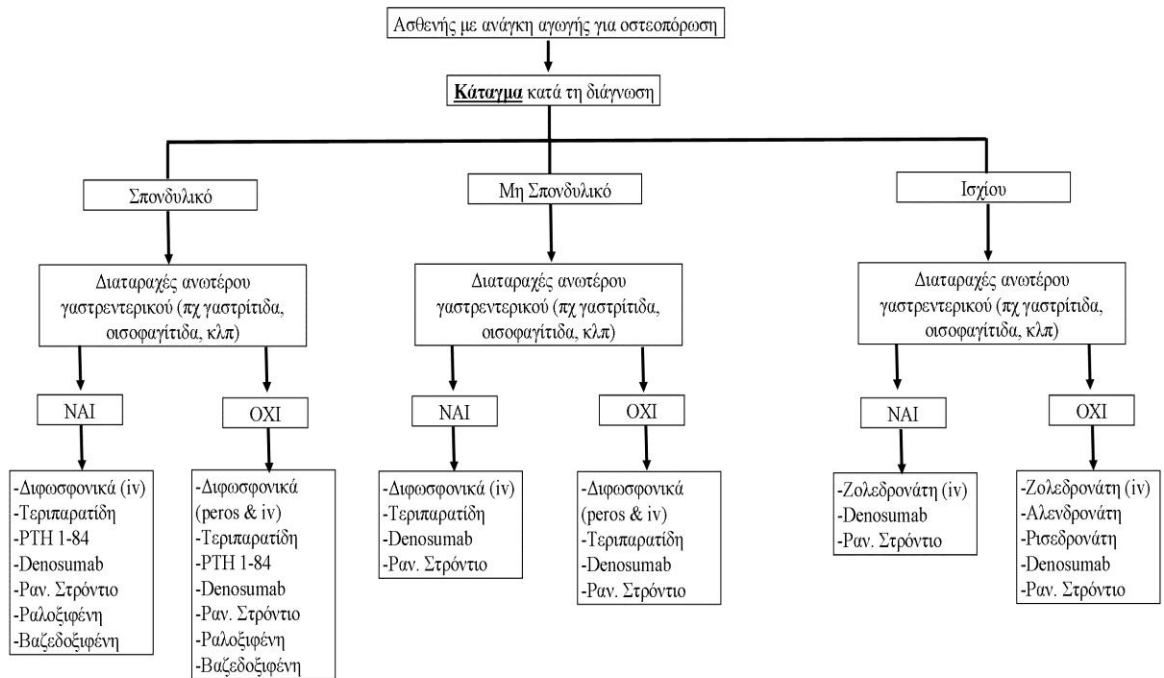 Ασθενής με ανάγκη αγωγής για οστεοπόρωση
Κάταγμα κατά τη διάγνωση
Σπονδυλικό
Μη Σπονδυλικό
Ισχίου
Διαταραχές ανωτέρου
γαστρεντερικού (πχ γαστρίτιδα,
οισοφαγίτιδα, κλπ)
Διαταραχές ανωτέρου
γαστρεντερικού (πχ γαστρίτιδα,
οισοφαγίτιδα, κλπ)
Διαταραχές ανωτέρου
γαστρεντερικού (πχ γαστρίτιδα,
οισοφαγίτιδα, κλπ)
ΝΑΙ
ΟΧΙ
ΝΑΙ
ΟΧΙ
ΝΑΙ
ΟΧΙ
-Διφωσφονικά (iv)
-Τεριπαρατίδη
-PTH 1-84
-Denosumab
-Ραν. Στρόντιο
-Ραλοξιφένη
-Βαζεδοξιφένη
-Διφωσφονικά
(peros & iv)
-Τεριπαρατίδη
-PTH 1-84
-Denosumab
-Ραν. Στρόντιο
-Ραλοξιφένη
-Βαζεδοξιφένη
-Διφωσφονικά (iv)
-Τεριπαρατίδη
-Denosumab
-Ραν. Στρόντιο
-Διφωσφονικά
(peros & iv)
-Τεριπαρατίδη
-Denosumab
-Ραν. Στρόντιο
-Ζολεδρονάτη (iv)
-Denosumab
-Ραν. Στρόντιο
-Ζολεδρονάτη (iv)
-Αλενδρονάτη
-Ρισεδρονάτη
-Denosumab
-Ραν. Στρόντιο